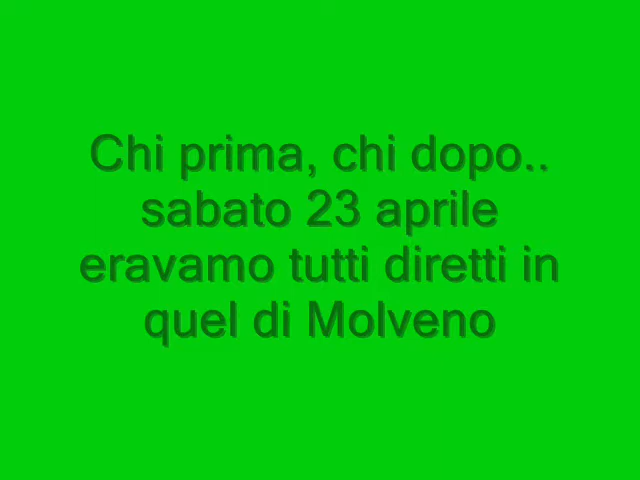 Chi prima, chi dopo..
sabato 23 aprile
eravamo tutti diretti in
quel di Molveno